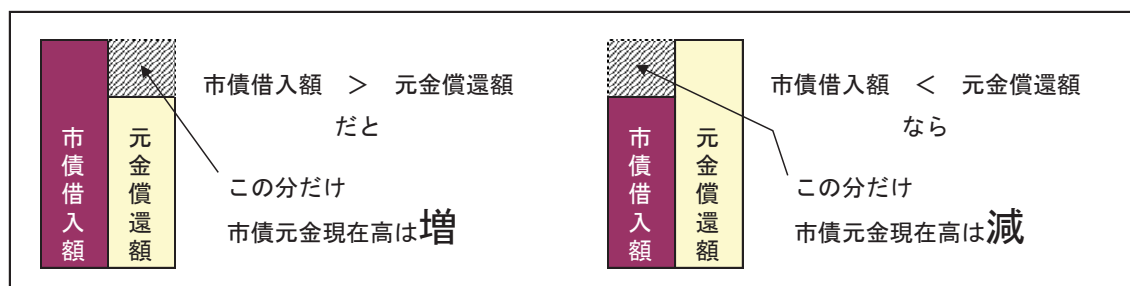 市債借入額
元金償還額
市債借入額 ＞ 元金償還額
だと
この分だけ
市債元金現在高は増
市債借入額
元金償還額
市債借入額 ＜ 元金償還額
なら
この分だけ
市債元金現在高は減